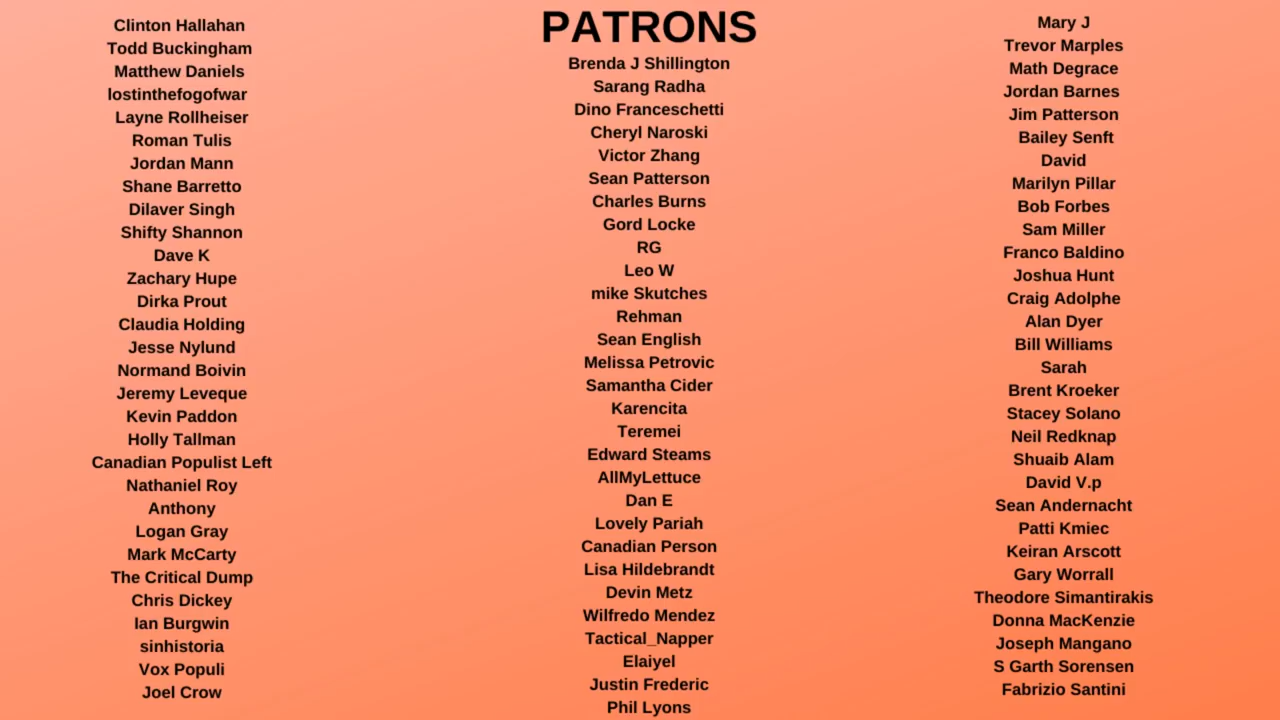 PATRONS
Clinton Hallahan
Todd Buckingham
Matthew Daniels
lostinthefogofwar
Layne Rollheiser
Roman Tulis
Jordan Mann
Shane Barretto
Dilaver Singh
Shifty Shannon
Dave K
Zachary Hupe
Dirka Prout
Claudia Holding
Jesse Nylund
Normand Boivin
Jeremy Leveque
Kevin Paddon
Holly Tallman
Canadian Populist Left
Nathaniel Roy
Anthony
Logan Gray
Mark McCarty
The Critical Dump
Chris Dickey
Ian Burgwin
sinhistoria
Vox Populi
Joel Crow
Brenda J Shillington
Sarang Radha
Dino Franceschetti
Cheryl Naroski
Victor Zhang
Sean Patterson
Charles Burns
Gord Locke
RG
Leo W
mike Skutches
Rehman
Sean English
Melissa Petrovic
Samantha Cider
Karencita
Teremei
Edward Steams
AllMyLettuce
Dan E
Lovely Pariah
Canadian Person
Lisa Hildebrandt
Devin Metz
Wilfredo Mendez
Tactical_Napper
Elaiyel
Justin Frederic
Phil Lyons
Mary J
Trevor Marples
Math Degrace
Jordan Barnes
Jim Patterson
Bailey Senft
David
Marilyn Pillar
Bob Forbes
Sam Miller
Franco Baldino
Joshua Hunt
Craig Adolphe
Alan Dyer
Bill Williams
Sarah
Brent Kroeker
Stacey Solano
Neil Redknap
Shuaib Alam
David V.p
Sean Andernacht
Patti Kmiec
Keiran Arscott
Gary Worrall
Theodore Simantirakis
Donna MacKenzie
Joseph Mangano
S Garth Sorensen
Fabrizio Santini